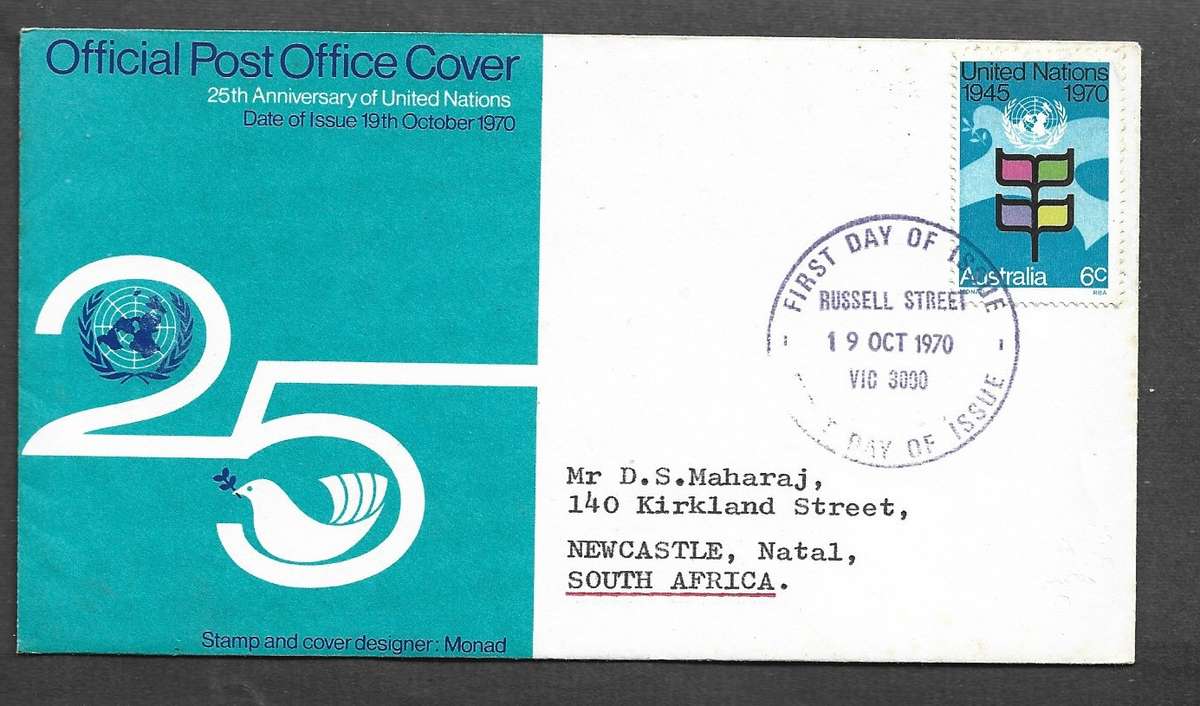 Official Post Office Cover
25th Anniversary of United Nations
Date of Issue 19th October 1970
Stamp and cover designer: Monad
United Nations
1945 1970
Australia 6c
RBA
FIRST DAY OF ISSUE
RUSSELL STREET
19 OCT 1970
VIC 3000
DAY OF ISSUE
Mr D.S.Maharaj,
140 Kirkland Street,
NEWCASTLE, Natal,
SOUTH AFRICA.
25